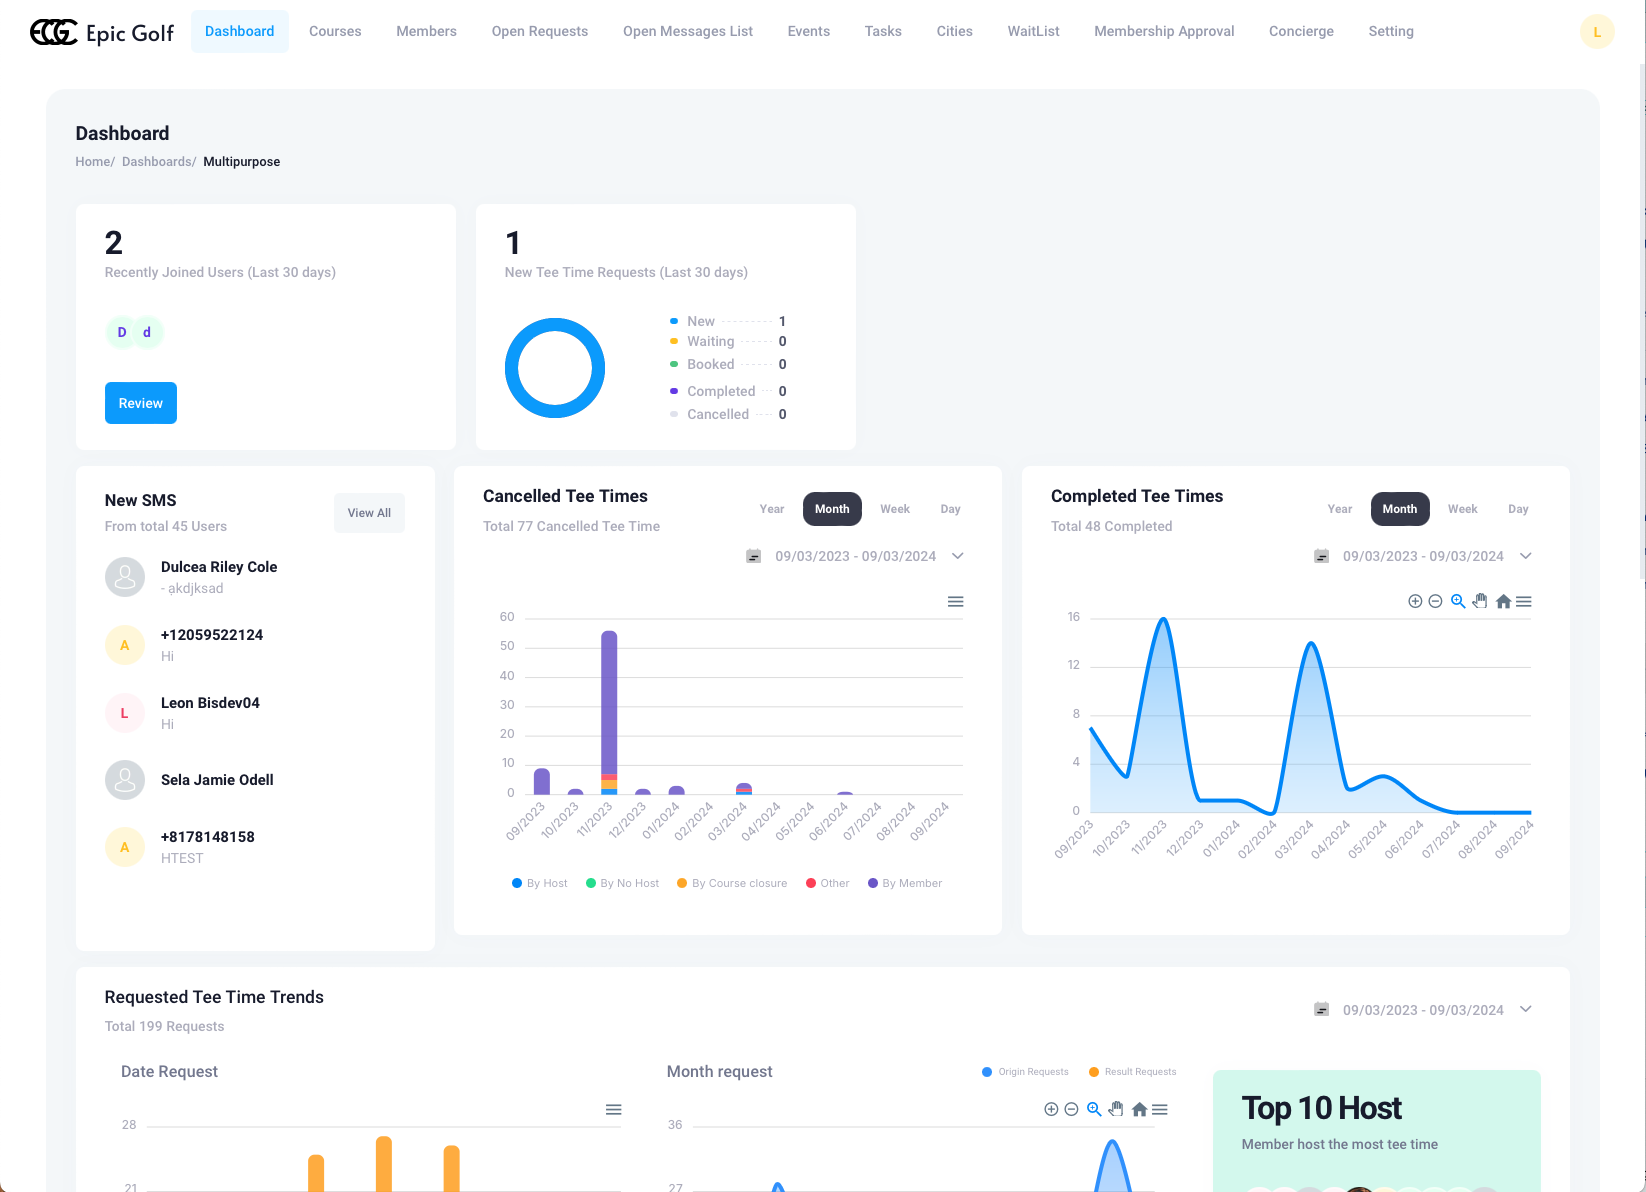 Epic Golf
Dashboard Courses Members Open Requests Open Messages List Events Tasks Cities WaitList Membership Approval Concierge Setting L
Dashboard
Home/ Dashboards/ Multipurpose
2
Recently Joined Users (Last 30 days)
D d
Review
1
New Tee Time Requests (Last 30 days)
New 1
Waiting 0
Booked 0
Completed 0
Cancelled 0
New SMS
From total 45 Users
View All
Dulcea Riley Cole
- ạkdjksad
A
+12059522124
Hi
L
Leon Bisdev04
Hi
Sela Jamie Odell
A
+8178148158
HTEST
Cancelled Tee Times
Total 77 Cancelled Tee Time
Year Month Week Day
09/03/2023 - 09/03/2024
60
50
40
30
20
10
0
09/2023 10/2023 11/2023 12/2023 01/2024 02/2024 03/2024 04/2024 05/2024 06/2024 07/2024 08/2024 09/2024
By Host By No Host By Course closure Other By Member
Completed Tee Times
Total 48 Completed
Year Month Week Day
09/03/2023 - 09/03/2024
16
12
8
4
0
09/2023 10/2023 11/2023 12/2023 01/2024 02/2024 03/2024 04/2024 05/2024 06/2024 07/2024 08/2024 09/2024
Requested Tee Time Trends
Total 199 Requests
09/03/2023 - 09/03/2024
Date Request
28
21
Month request
Origin Requests Result Requests
36
27
Top 10 Host
Member host the most tee time